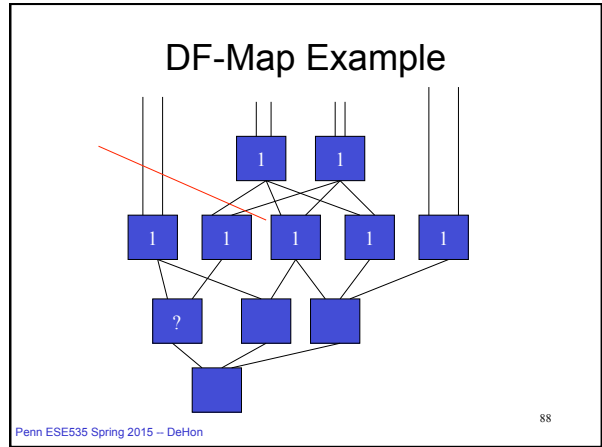 DF-Map Example
1 1
1 1 1 1 1
?
88
Penn ESE535 Spring 2015 -- DeHon